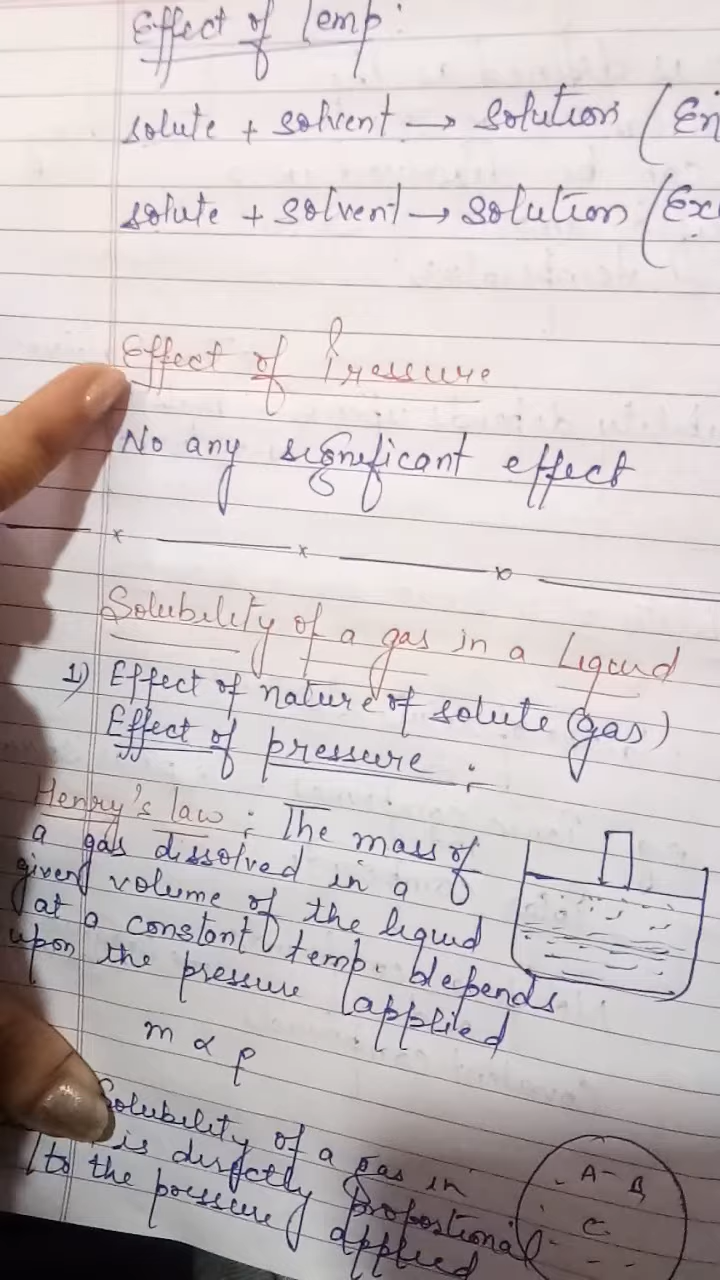 Effect of Temp:
solute + solvent → solution (En
solute + solvent → solution (Ex
Effect of Pressure
No any significant effect
Solubility of a gas in a Liquid
1) Effect of nature of solute (gas)
Effect of pressure :-
Henry's law : The mass of
a gas dissolved in a
given volume of the liquid
at a constant temp. depends
upon the pressure applied
m ∝ p
Solubility of a gas in
is directly proportional
to the pressure applied
A - B
C